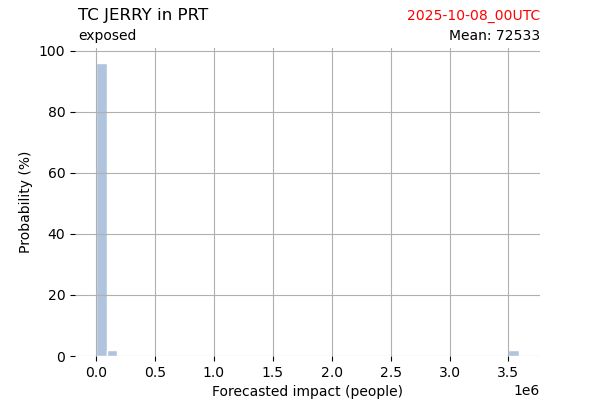 TC JERRY in PRT
2025-10-08_00UTC
exposed
Mean: 72533
100
80
60
40
20
0
Probability (%)
0.0 0.5 1.0 1.5 2.0 2.5 3.0 3.5
1e6
Forecasted impact (people)